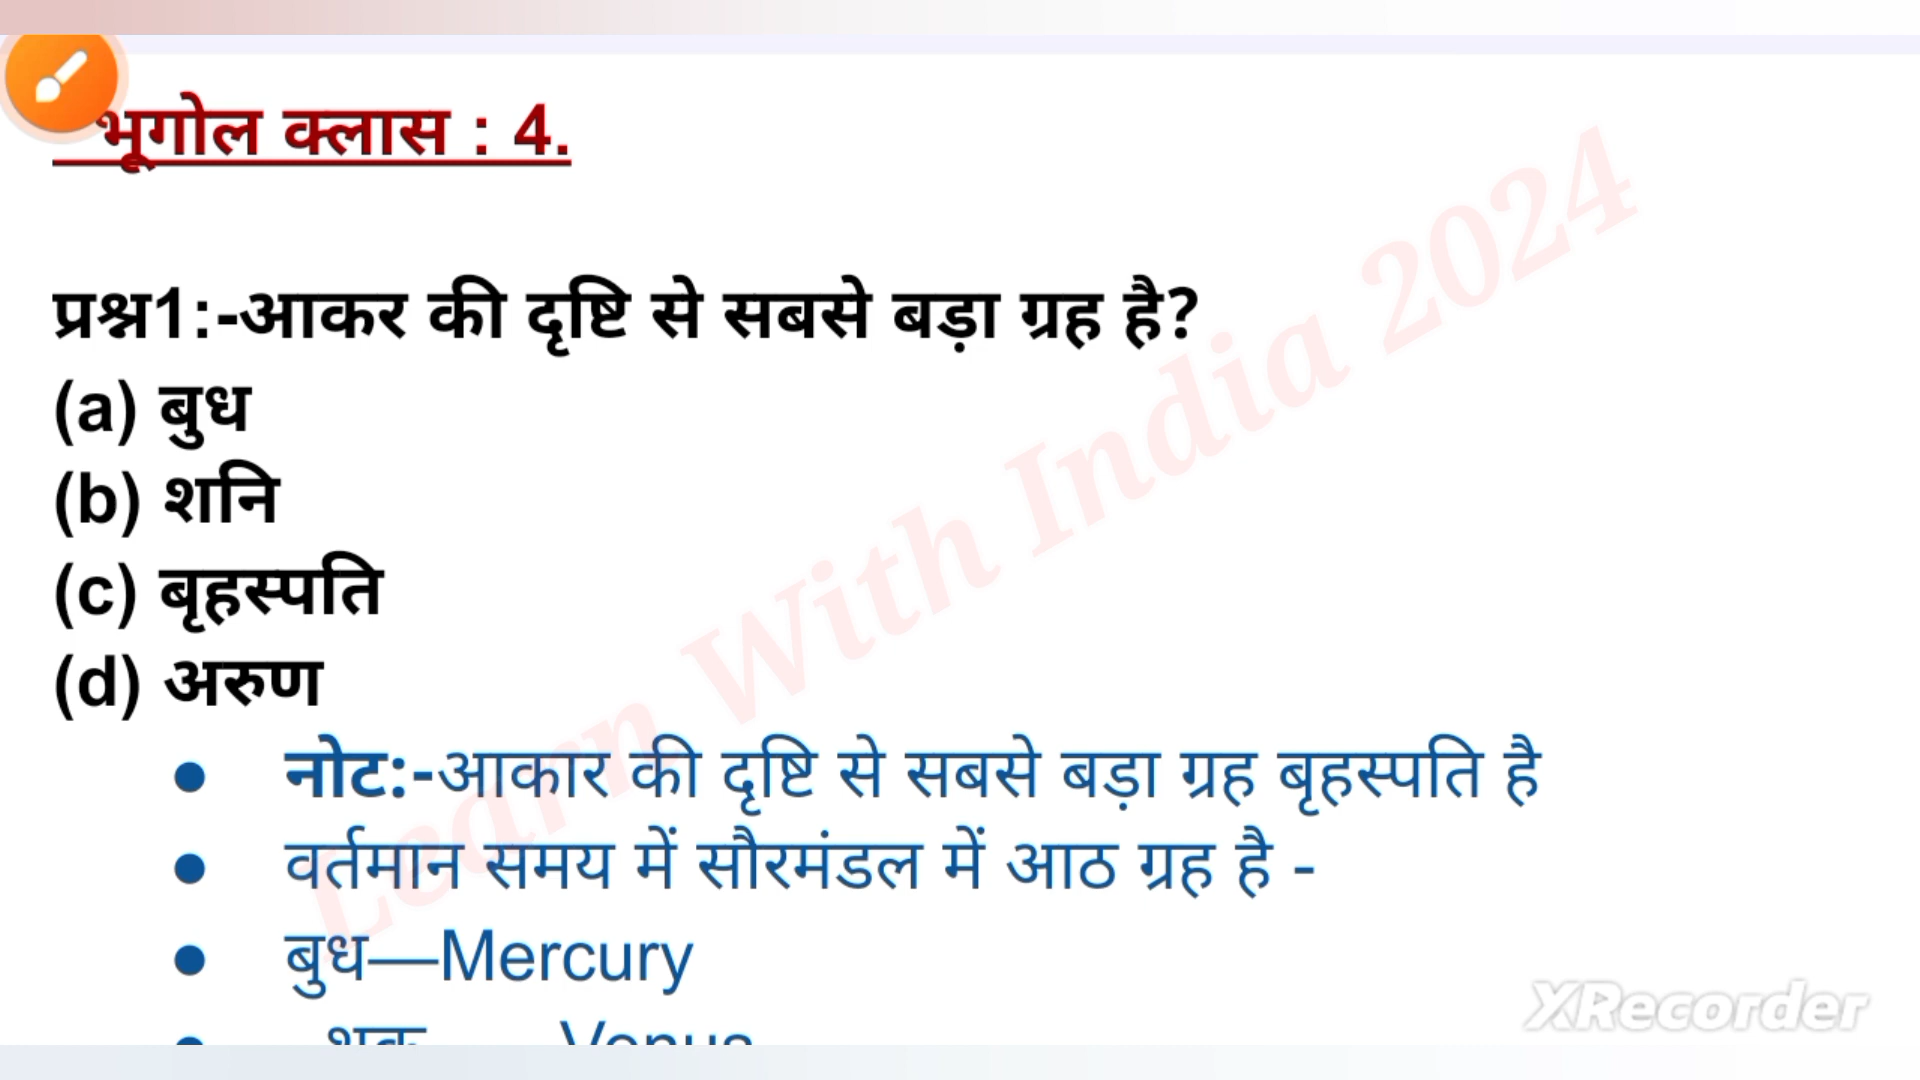 भूगोल क्लास : 4.
प्रश्न1:-आकर की दृष्टि से सबसे बड़ा ग्रह है?
(a) बुध
(b) शनि
(c) बृहस्पति
(d) अरुण
● नोट:-आकार की दृष्टि से सबसे बड़ा ग्रह बृहस्पति है
● वर्तमान समय में सौरमंडल में आठ ग्रह है -
● बुध—Mercury
Learn With India 2024
XRecorder